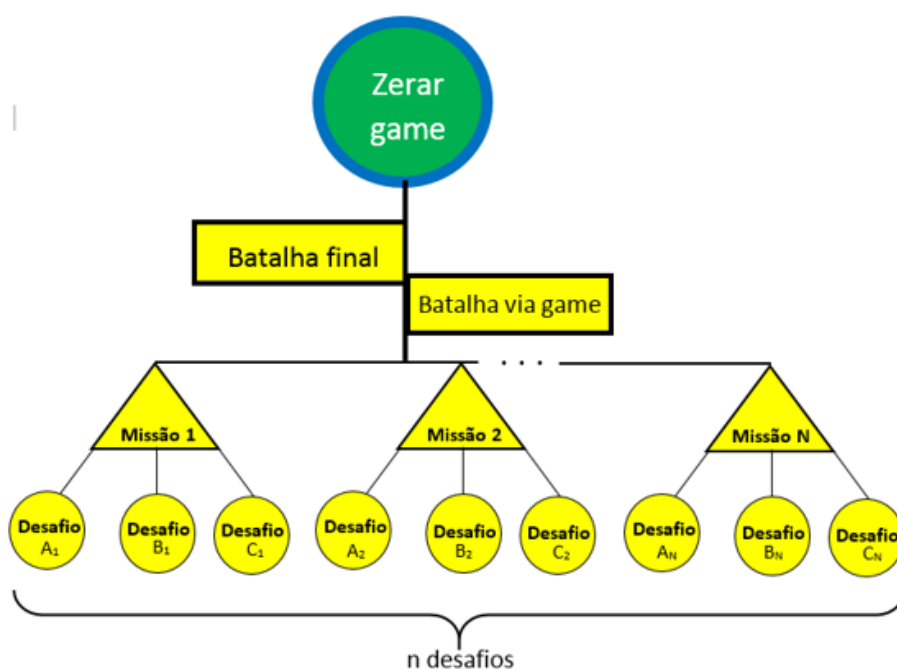 Zerar
game
Batalha final
Batalha via game
. . .
Missão 1
Missão 2
Missão N
Desafio
A₁
Desafio
B₁
Desafio
C₁
Desafio
A₂
Desafio
B₂
Desafio
C₂
Desafio
Aɴ
Desafio
Bɴ
Desafio
Cɴ
n desafios